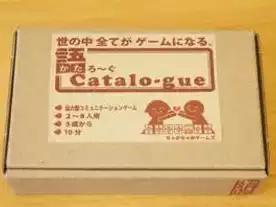 世の中 全てが ゲームになる。
語
かた ろ〜ぐ
Catalo-gue
協力型コミュニケーションゲーム
2〜8人用
5歳から
10分